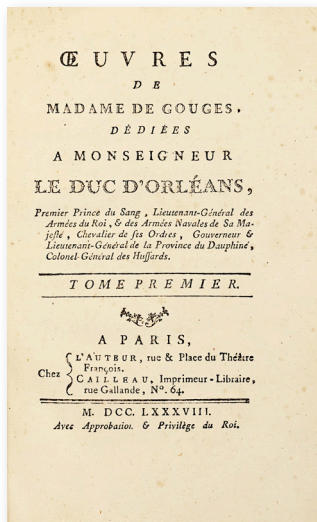 ŒUVRES
DE
MADAME DE GOUGES,
DÉDIÉES
A MONSEIGNEUR
LE DUC D'ORLÉANS,
Premier Prince du Sang, Lieutenant-Général des
Armées du Roi, & des Armées Navales de Sa Ma-
jeſté, Chevalier de ſes Ordres, Gouverneur &
Lieutenant-Général de la Province du Dauphiné,
Colonel-Général des Huſſards.
TOME PREMIER.
A PARIS,
Chez
L'AUTEUR, rue & Place du Théâtre
François.
CAILLEAU, Imprimeur-Libraire,
rue Gallande, Nº. 64.
M. DCC. LXXXVIII.
Avec Approbation & Privilège du Roi.